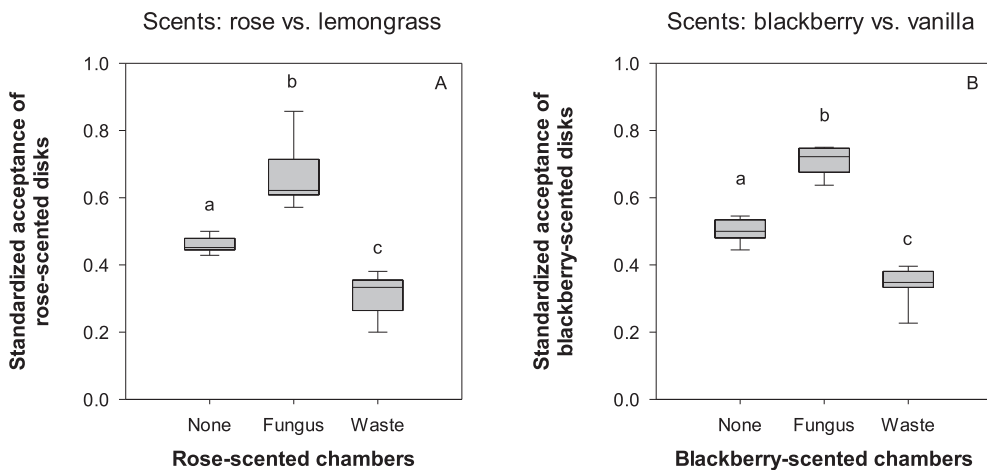 Scents: rose vs. lemongrass
A
Standardized acceptance of
rose-scented disks
1.0
0.8
0.6
0.4
0.2
0.0
a
b
c
None Fungus Waste
Rose-scented chambers
Scents: blackberry vs. vanilla
B
Standardized acceptance of
blackberry-scented disks
1.0
0.8
0.6
0.4
0.2
0.0
a
b
c
None Fungus Waste
Blackberry-scented chambers